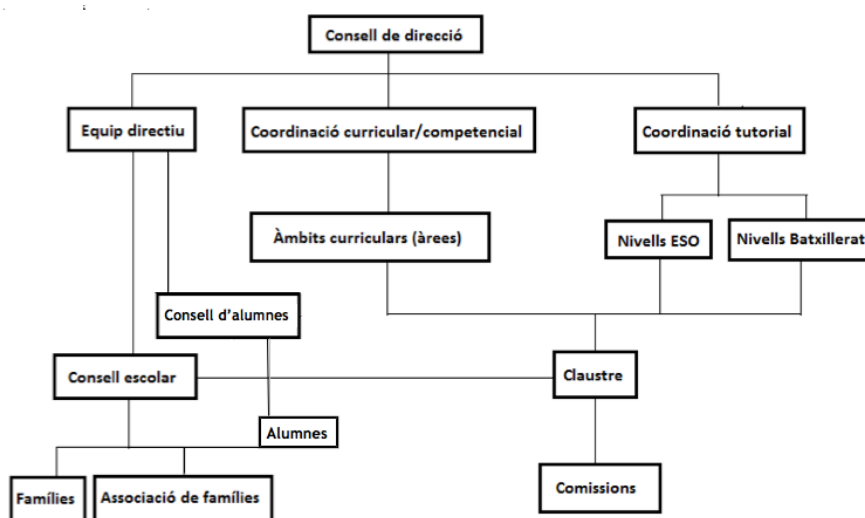 Consell de direcció
Equip directiu
Coordinació curricular/competencial
Coordinació tutorial
Àmbits curriculars (àrees)
Nivells ESO
Nivells Batxillerat
Consell d'alumnes
Consell escolar
Claustre
Alumnes
Famílies
Associació de famílies
Comissions